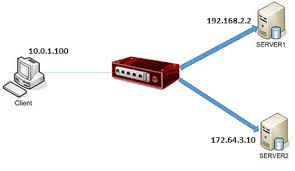 192.168.2.2
SERVER1
10.0.1.100
Client
172.64.3.10
SERVER2